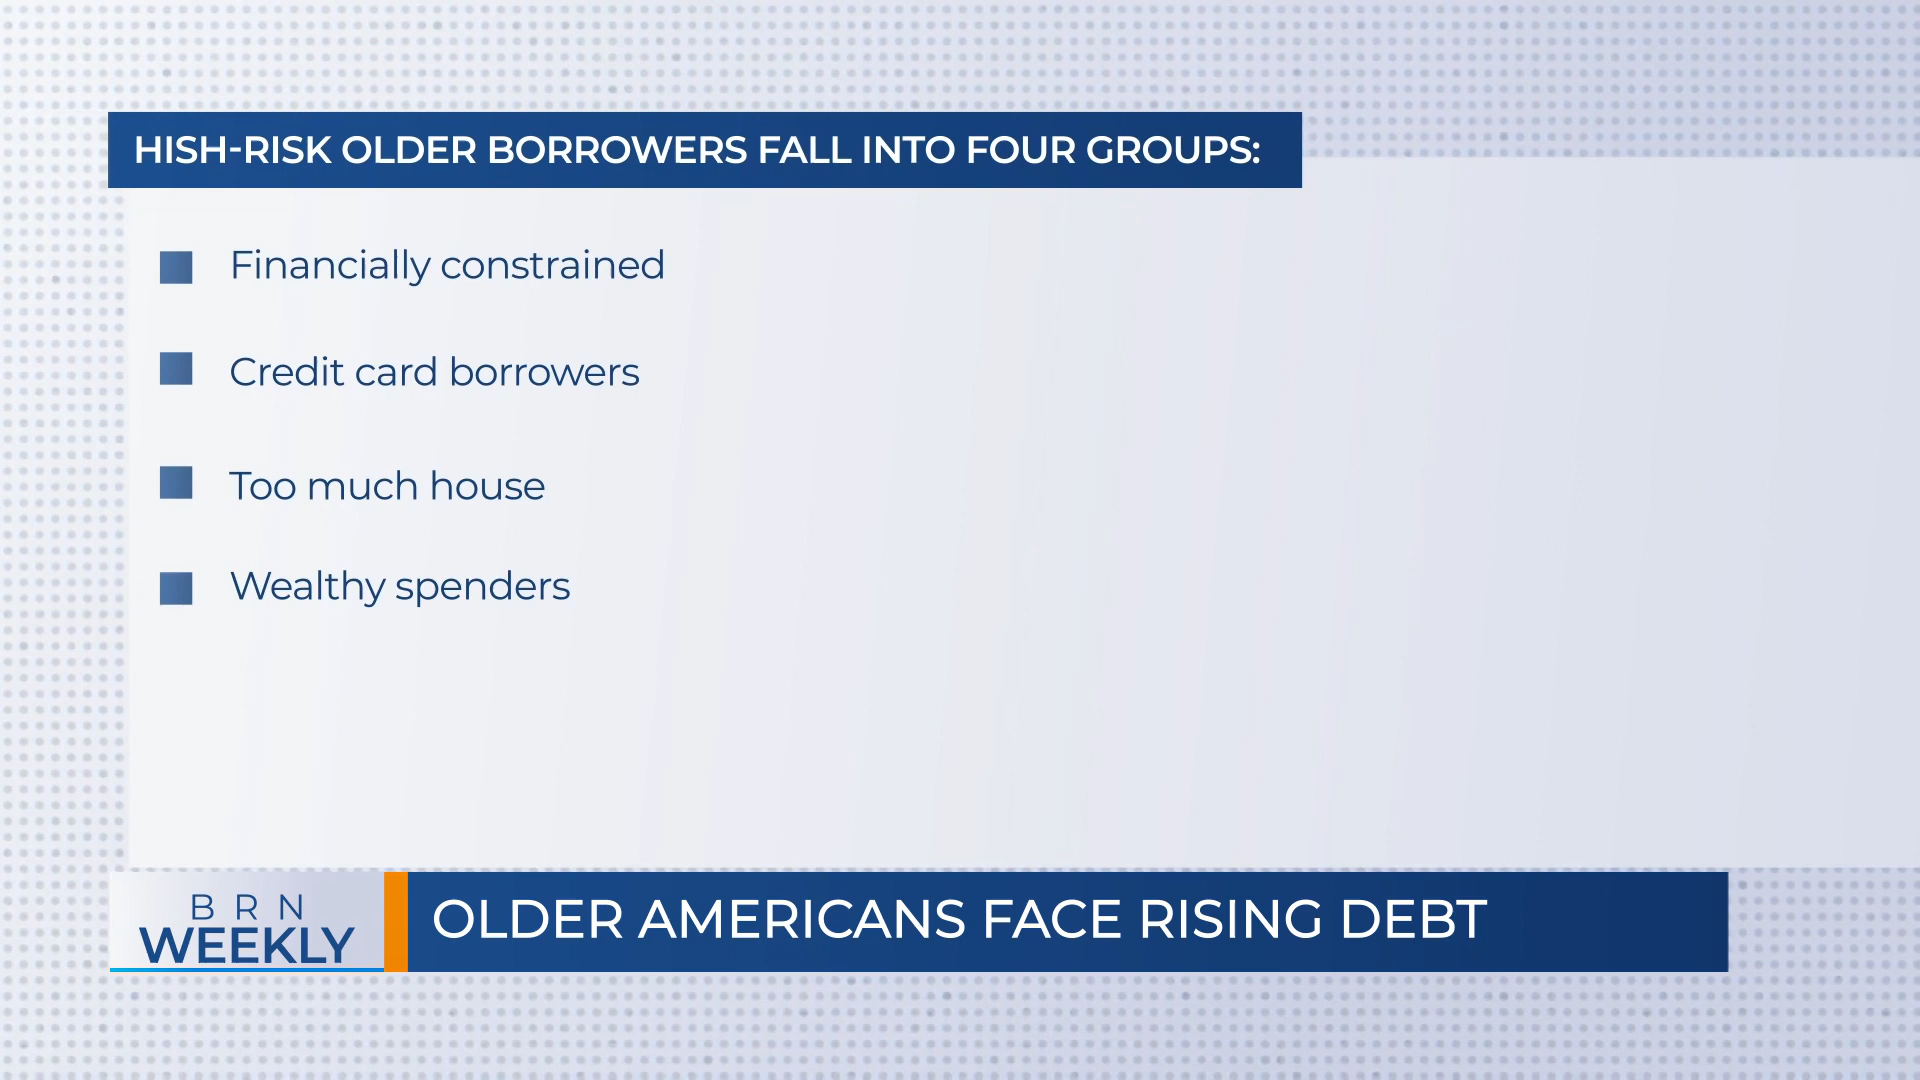 HISH-RISK OLDER BORROWERS FALL INTO FOUR GROUPS:
Financially constrained
Credit card borrowers
Too much house
Wealthy spenders
BRN
WEEKLY
OLDER AMERICANS FACE RISING DEBT